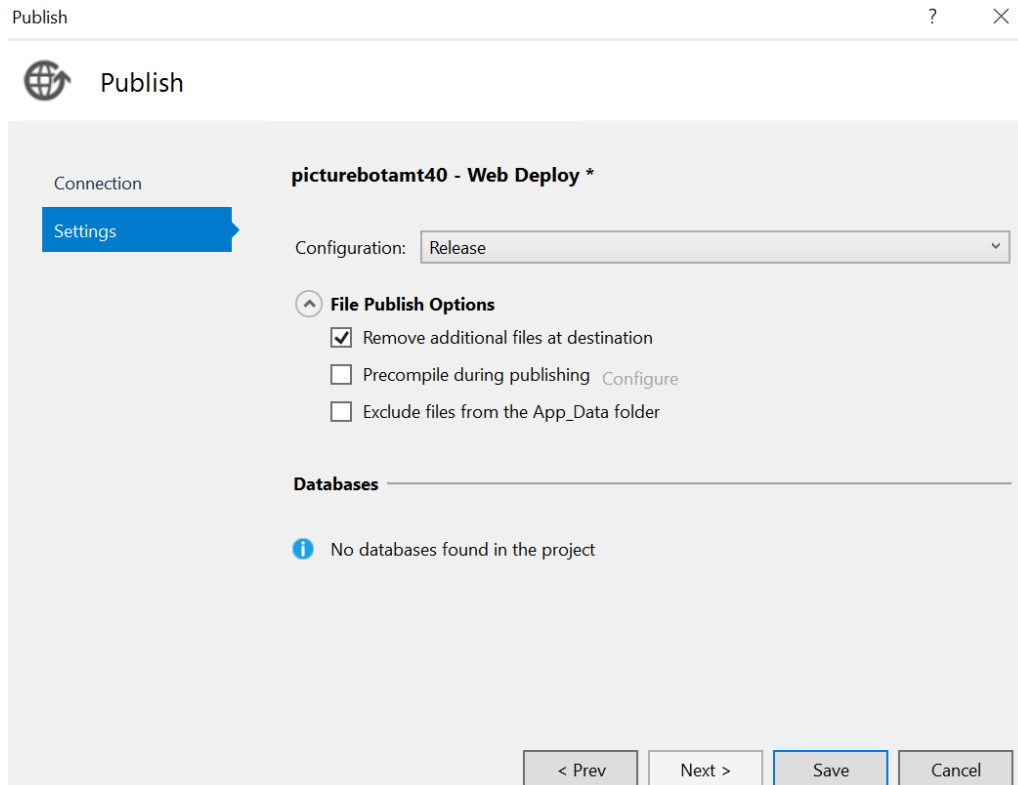 Publish
?
Publish
Connection
Settings
picturebotamt40 - Web Deploy *
Configuration: Release
File Publish Options
Remove additional files at destination
Precompile during publishing Configure
Exclude files from the App_Data folder
Databases
No databases found in the project
< Prev Next > Save Cancel